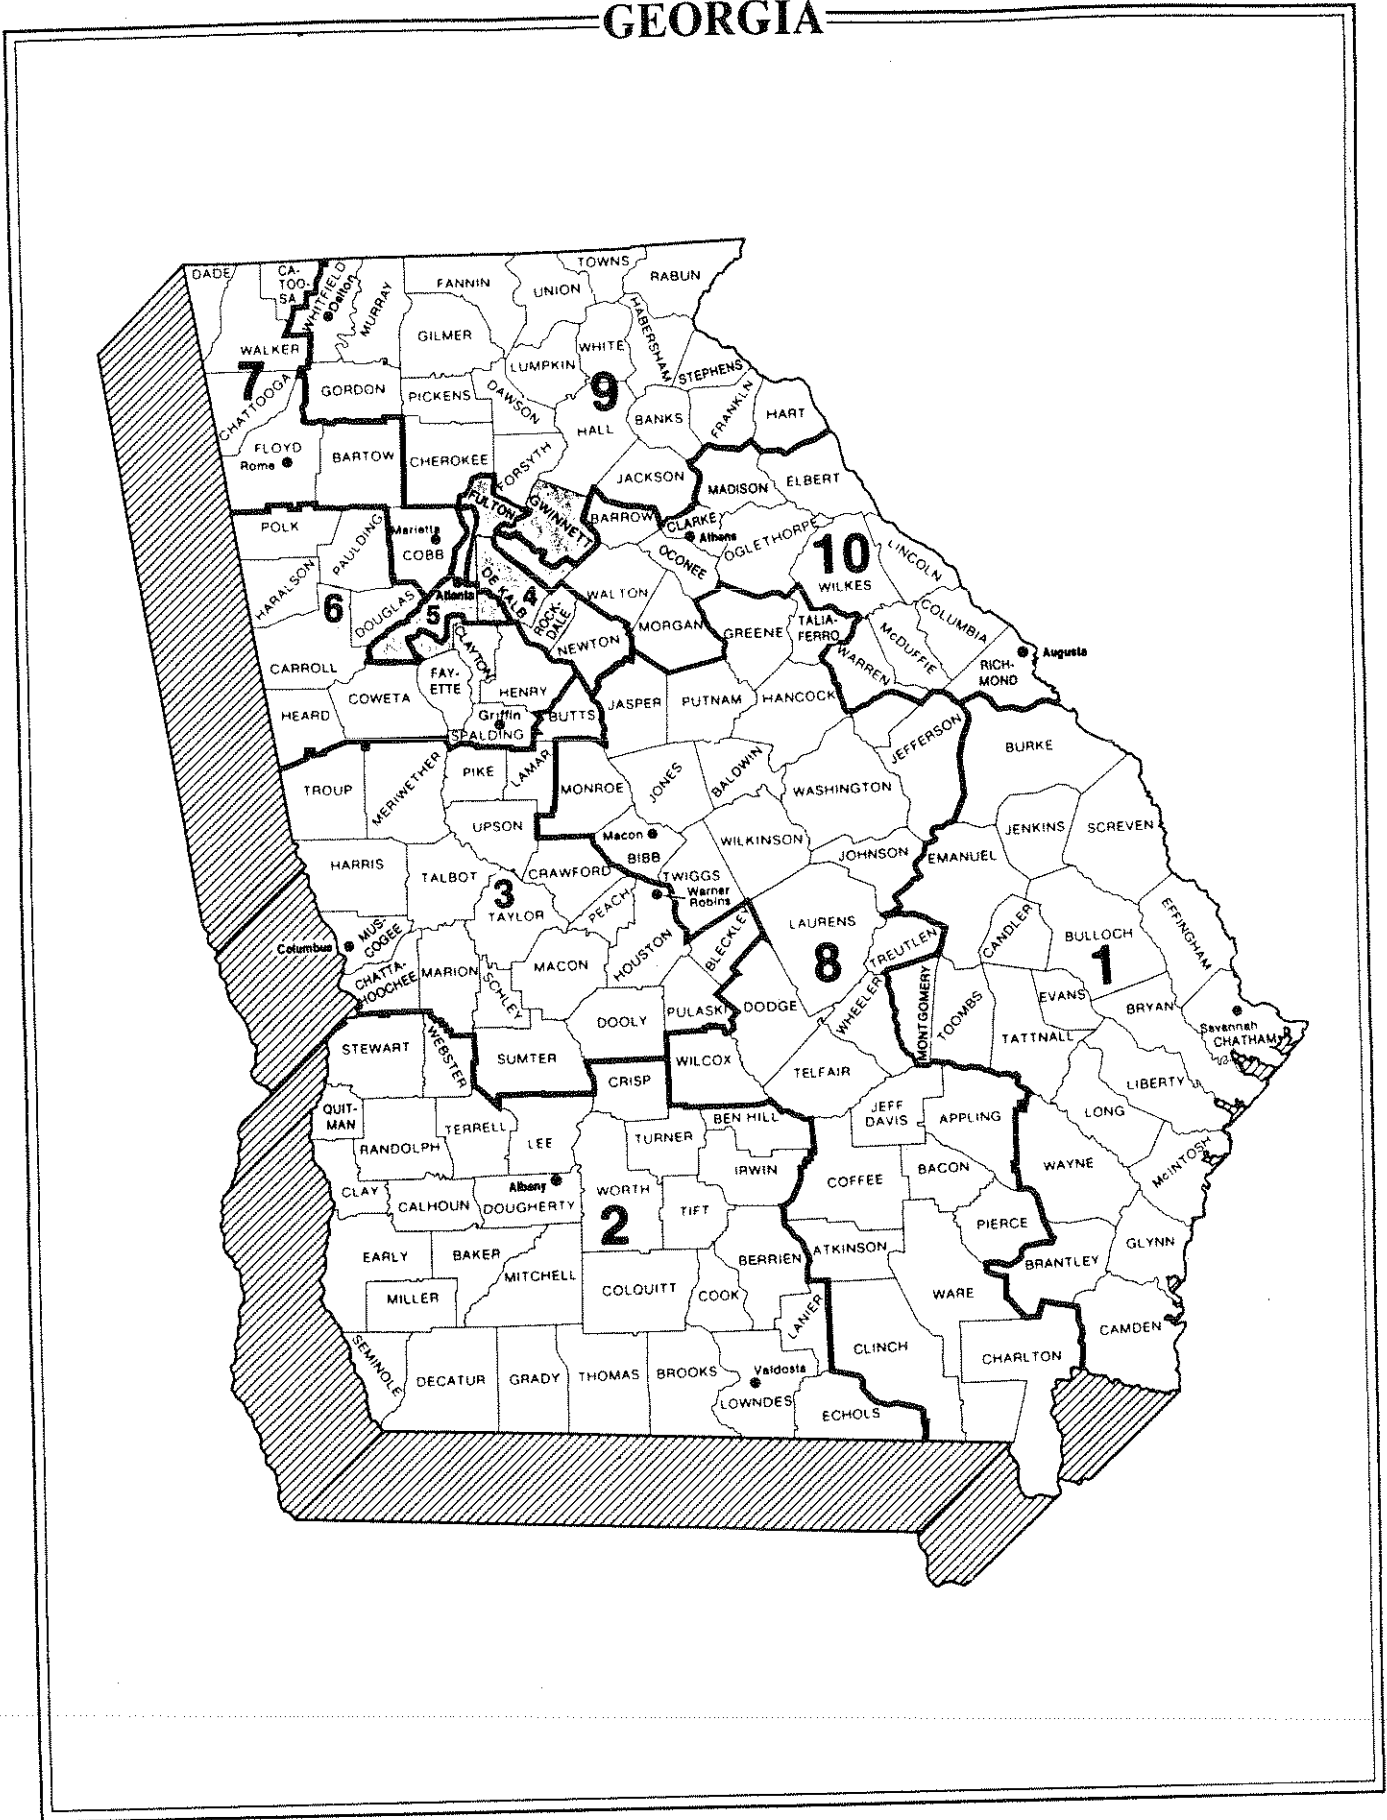 GEORGIA
DADE
CA-
TOO-
SA
WHITFIELD
Dalton
MURRAY
FANNIN
TOWNS
UNION
RABUN
WALKER
GILMER
LUMPKIN
WHITE
HABERSHAM
STEPHENS
7
CHATTOOGA
GORDON
PICKENS
DAWSON
9
HALL
BANKS
FRANKLN
HART
FLOYD
Rome
BARTOW
CHEROKEE
FORSYTH
JACKSON
MADISON
ELBERT
POLK
PAULDING
Marietta
COBB
FULTON
GWINNETT
BARROW
CLARKE
Athens
OCONEE
OGLETHORPE
10
WILKES
LINCOLN
HARALSON
6
DOUGLAS
Atlanta
5
DE KALB
4
ROCK-
DALE
WALTON
MORGAN
GREENE
TALIA-
FERRO
McDUFFIE
COLUMBIA
CARROLL
CLAYTON
NEWTON
WARREN
RICH-
MOND
Augusta
HEARD
COWETA
FAY-
ETTE
HENRY
Griffin
SPALDING
BUTTS
JASPER
PUTNAM
HANCOCK
JEFFERSON
BURKE
TROUP
MERIWETHER
PIKE
LAMAR
MONROE
JONES
BALDWIN
WASHINGTON
UPSON
Macon
BIBB
WILKINSON
JOHNSON
EMANUEL
JENKINS
SCREVEN
HARRIS
TALBOT
CRAWFORD
TWIGGS
Warner
Robins
3
TAYLOR
PEACH
LAURENS
8
TREUTLEN
CANDLER
BULLOCH
1
EFFINGHAM
Columbus
MUS-
COGEE
CHATTA-
HOOCHEE
MARION
SCHLEY
MACON
HOUSTON
BLECKLEY
PULASKI
DODGE
WHEELER
MONTGOMERY
TOOMBS
EVANS
TATTNALL
BRYAN
Savannah
CHATHAM
STEWART
WEBSTER
SUMTER
DOOLY
CRISP
WILCOX
TELFAIR
LIBERTY
QUIT-
MAN
RANDOLPH
TERRELL
LEE
TURNER
BEN HILL
JEFF
DAVIS
APPLING
LONG
McINTOSH
CLAY
CALHOUN
Albany
DOUGHERTY
WORTH
2
TIFT
IRWIN
COFFEE
BACON
WAYNE
PIERCE
EARLY
BAKER
MITCHELL
COLQUITT
COOK
BERRIEN
ATKINSON
BRANTLEY
GLYNN
MILLER
LANIER
WARE
CAMDEN
SEMINOLE
DECATUR
GRADY
THOMAS
BROOKS
Valdosta
LOWNDES
ECHOLS
CLINCH
CHARLTON